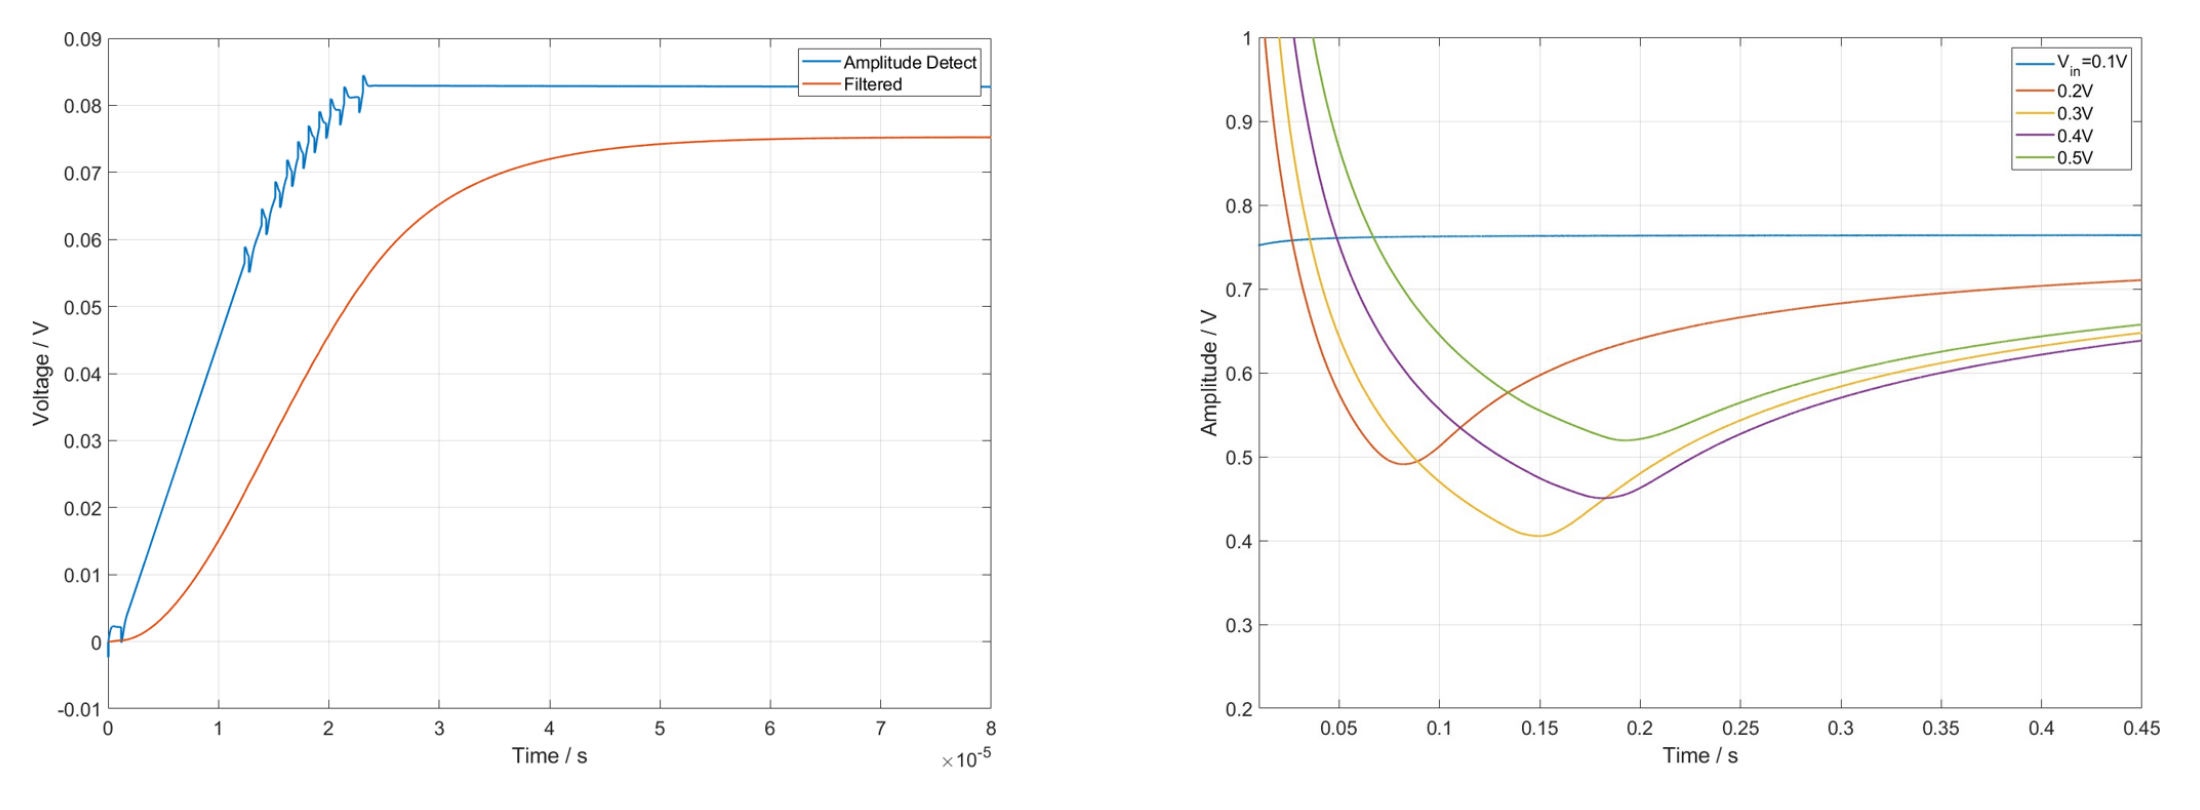 0.09
0.08
0.07
0.06
0.05
0.04
0.03
0.02
0.01
0
-0.01
Voltage / V
0 1 2 3 4 5 6 7 8
Time / s
×10-5
Amplitude Detect
Filtered
1
0.9
0.8
0.7
0.6
0.5
0.4
0.3
0.2
Amplitude / V
0.05 0.1 0.15 0.2 0.25 0.3 0.35 0.4 0.45
Time / s
Vin=0.1V
0.2V
0.3V
0.4V
0.5V